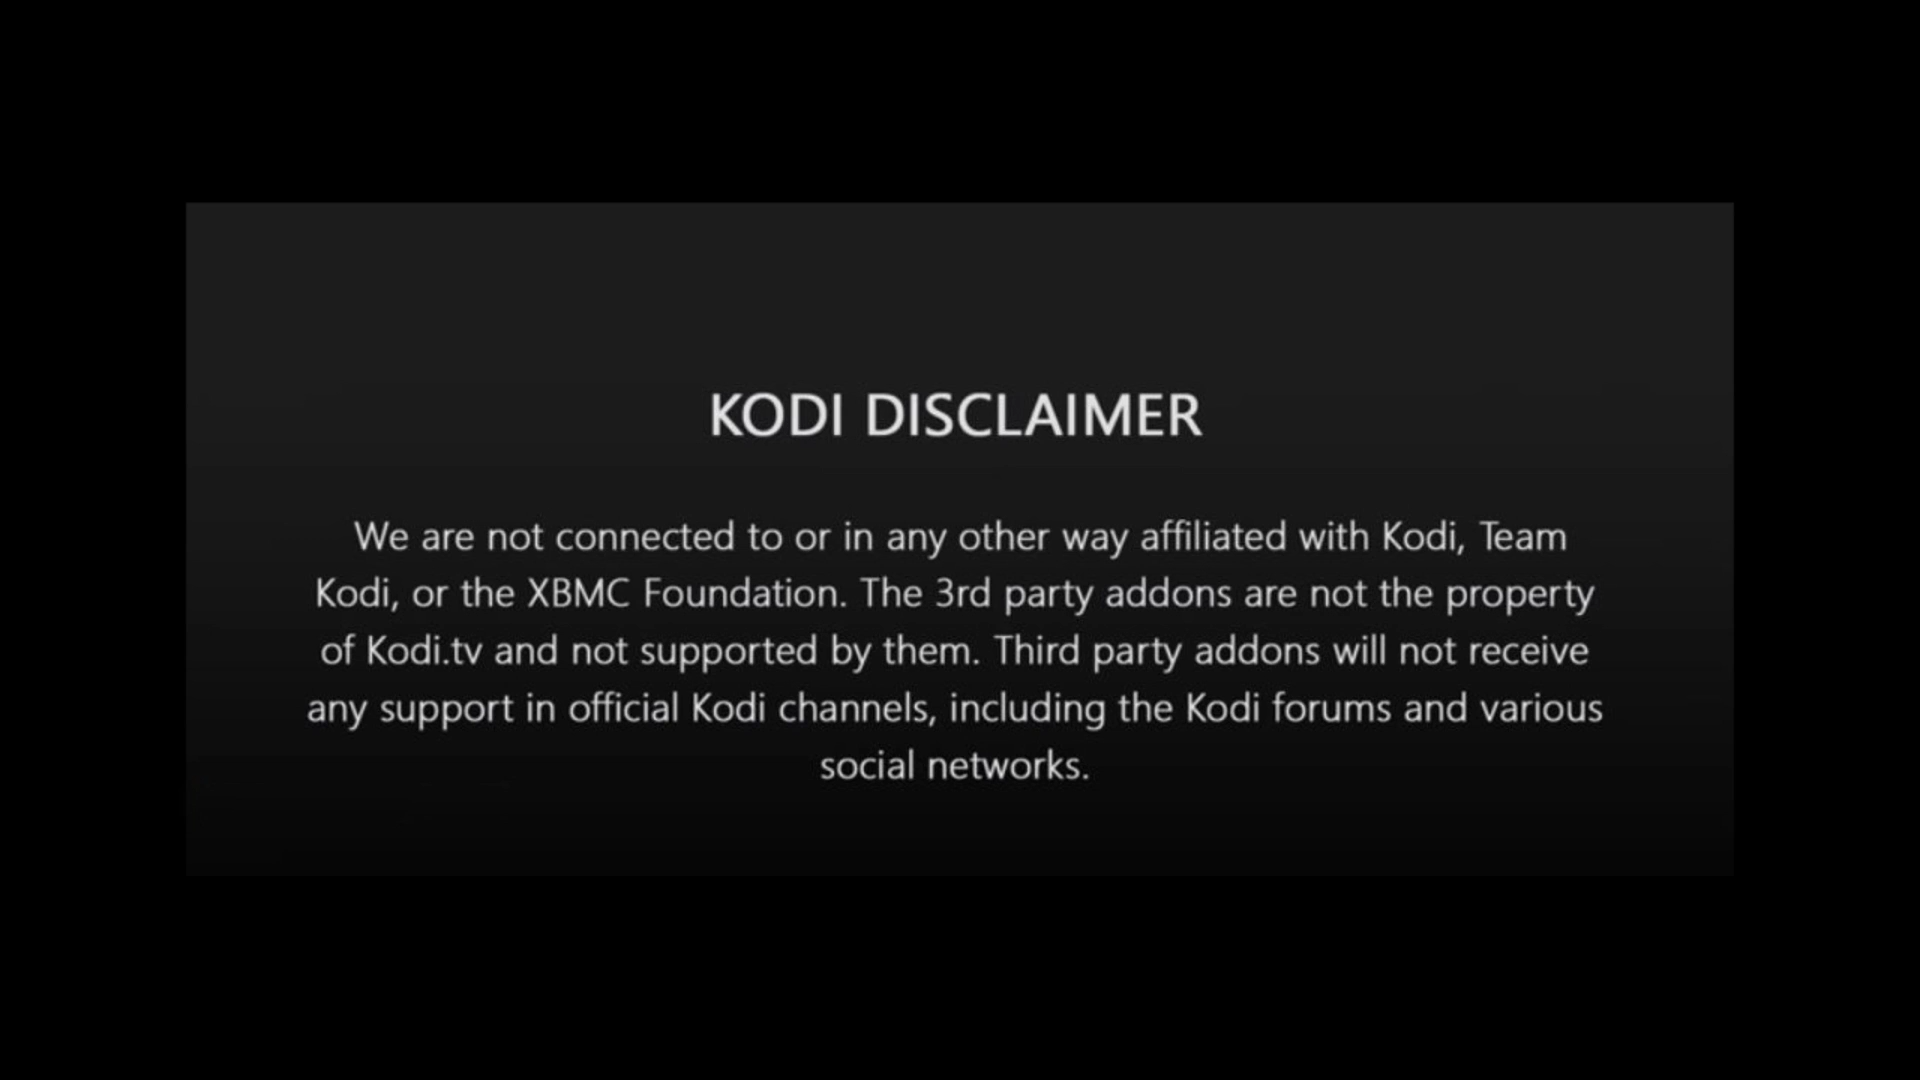 KODI DISCLAIMER
We are not connected to or in any other way affiliated with Kodi, Team
Kodi, or the XBMC Foundation. The 3rd party addons are not the property
of Kodi.tv and not supported by them. Third party addons will not receive
any support in official Kodi channels, including the Kodi forums and various
social networks.